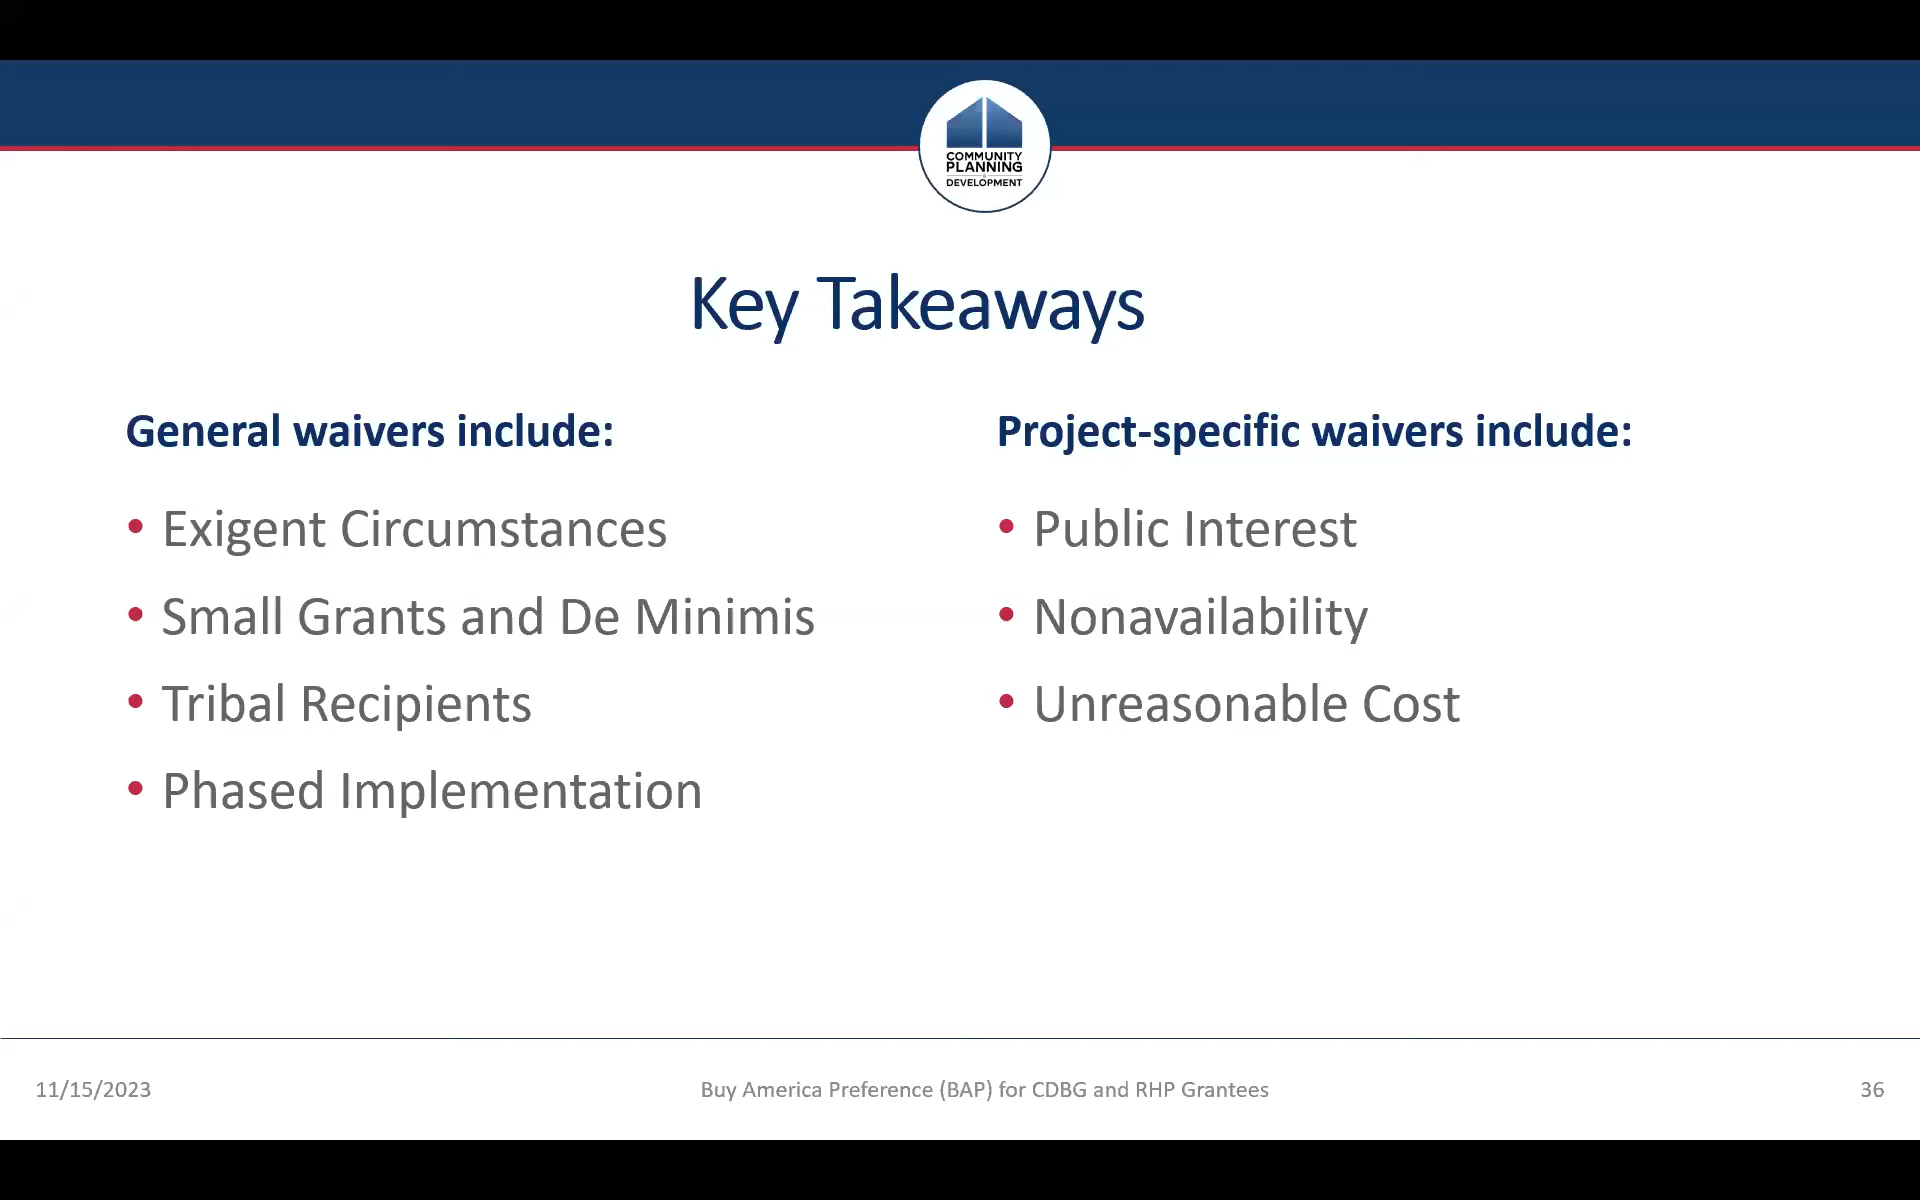 COMMUNITY
PLANNING
DEVELOPMENT
Key Takeaways
General waivers include:
• Exigent Circumstances
• Small Grants and De Minimis
• Tribal Recipients
• Phased Implementation
Project-specific waivers include:
• Public Interest
• Nonavailability
• Unreasonable Cost
11/15/2023
Buy America Preference (BAP) for CDBG and RHP Grantees
36